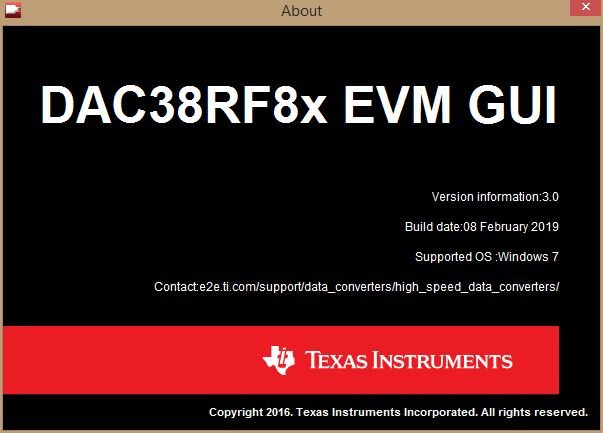 About
DAC38RF8x EVM GUI
Version information:3.0
Build date:08 February 2019
Supported OS :Windows 7
Contact:e2e.ti.com/support/data_converters/high_speed_data_converters/
TEXAS INSTRUMENTS
Copyright 2016. Texas Instruments Incorporated. All rights reserved.